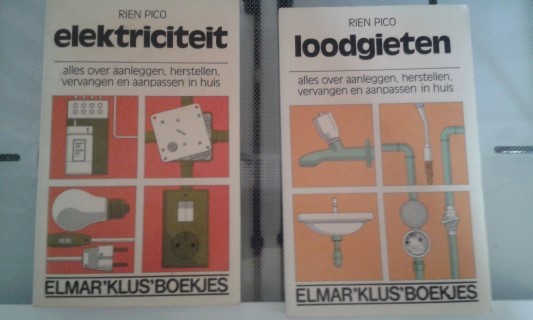 RIEN PICO
elektriciteit
alles over aanleggen, herstellen,
vervangen en aanpassen in huis
ELMAR'KLUS'BOEKJES
RIEN PICO
loodgieten
alles over aanleggen, herstellen,
vervangen en aanpassen in huis
ELMAR'KLUS'BOEKJES